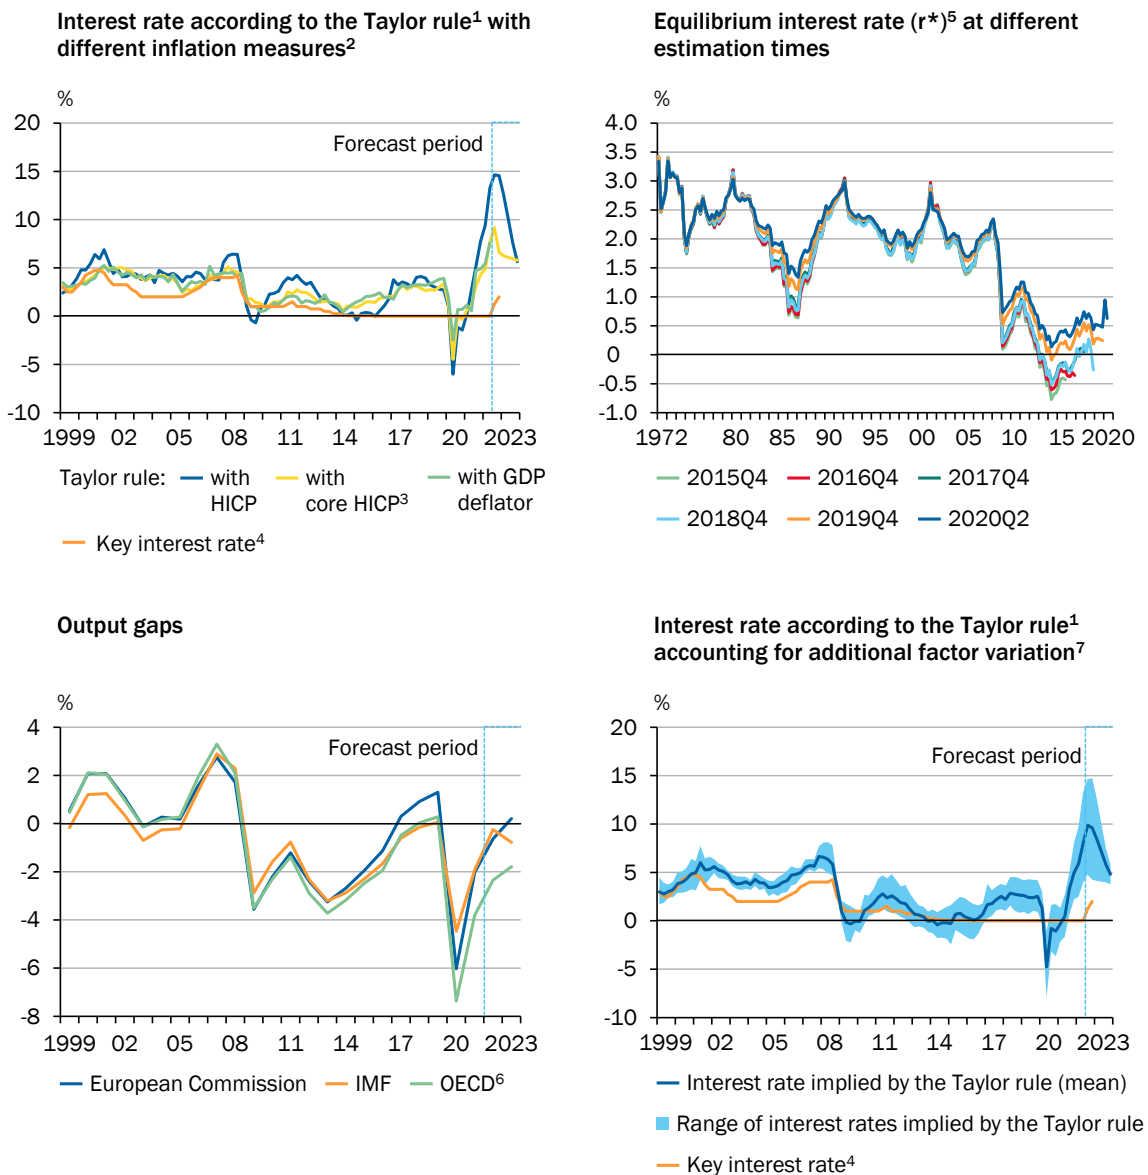 Interest rate according to the Taylor rule¹ with
different inflation measures²
%
20
15
10
5
0
-5
-10
Forecast period
1999 02 05 08 11 14 17 20 2023
Taylor rule: with HICP with core HICP³ with GDP deflator
Key interest rate⁴
Equilibrium interest rate (r*)⁵ at different
estimation times
%
4.0
3.5
3.0
2.5
2.0
1.5
1.0
0.5
0
-0.5
-1.0
1972 80 85 90 95 00 05 10 15 2020
2015Q4 2016Q4 2017Q4
2018Q4 2019Q4 2020Q2
Output gaps
%
4
2
0
-2
-4
-6
-8
Forecast period
1999 02 05 08 11 14 17 20 2023
European Commission IMF OECD⁶
Interest rate according to the Taylor rule¹
accounting for additional factor variation⁷
%
20
15
10
5
0
-5
-10
Forecast period
1999 02 05 08 11 14 17 20 2023
Interest rate implied by the Taylor rule (mean)
Range of interest rates implied by the Taylor rule
Key interest rate⁴